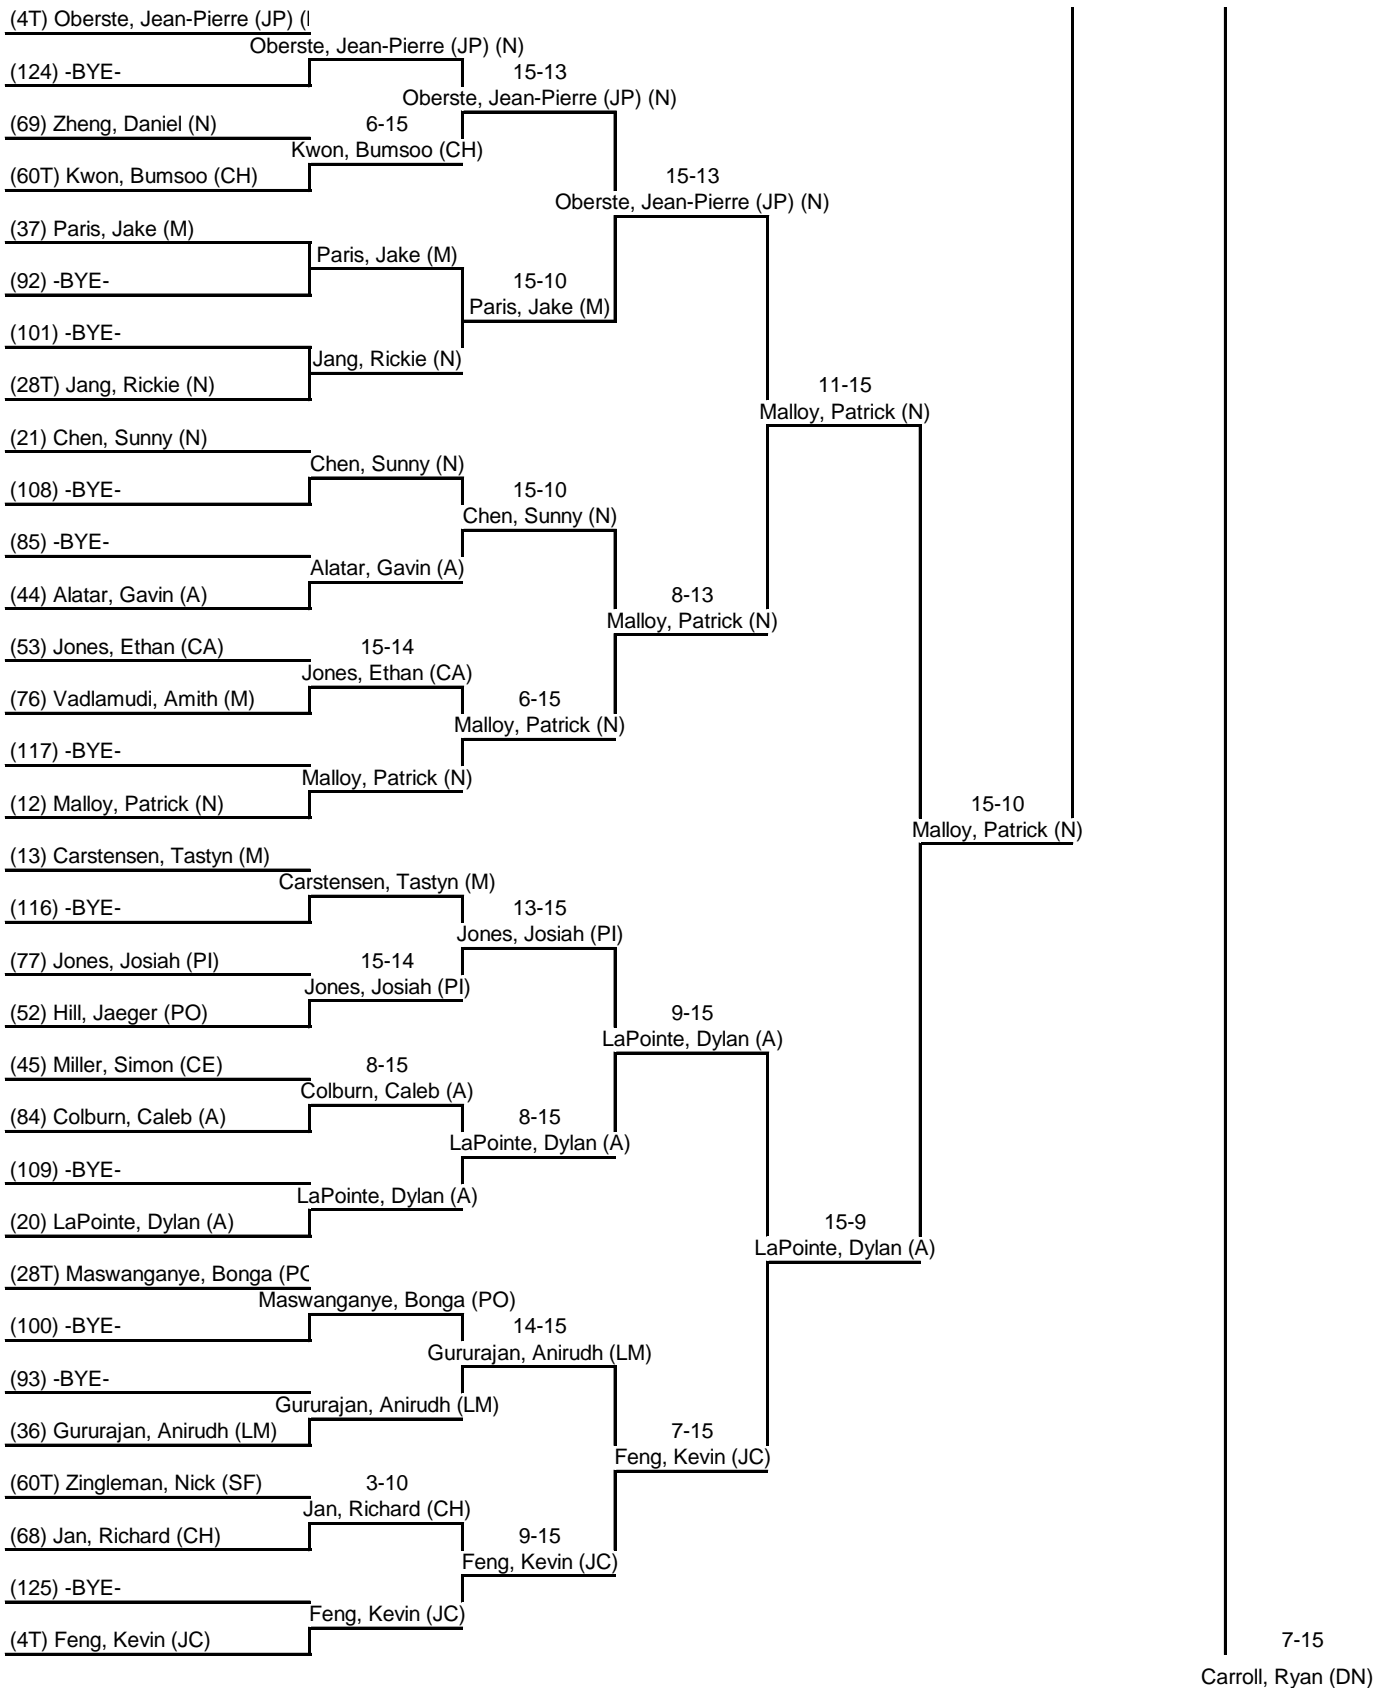 (4T) Oberste, Jean-Pierre (JP) (
Oberste, Jean-Pierre (JP) (N)
(124) -BYE-
15-13
Oberste, Jean-Pierre (JP) (N)
(69) Zheng, Daniel (N)
6-15
Kwon, Bumsoo (CH)
(60T) Kwon, Bumsoo (CH)
15-13
Oberste, Jean-Pierre (JP) (N)
(37) Paris, Jake (M)
Paris, Jake (M)
(92) -BYE-
15-10
Paris, Jake (M)
(101) -BYE-
Jang, Rickie (N)
(28T) Jang, Rickie (N)
11-15
Malloy, Patrick (N)
(21) Chen, Sunny (N)
Chen, Sunny (N)
(108) -BYE-
15-10
Chen, Sunny (N)
(85) -BYE-
Alatar, Gavin (A)
(44) Alatar, Gavin (A)
8-13
Malloy, Patrick (N)
(53) Jones, Ethan (CA)
15-14
Jones, Ethan (CA)
(76) Vadlamudi, Amith (M)
6-15
Malloy, Patrick (N)
(117) -BYE-
Malloy, Patrick (N)
(12) Malloy, Patrick (N)
15-10
Malloy, Patrick (N)
(13) Carstensen, Tastyn (M)
Carstensen, Tastyn (M)
(116) -BYE-
13-15
Jones, Josiah (PI)
(77) Jones, Josiah (PI)
15-14
Jones, Josiah (PI)
(52) Hill, Jaeger (PO)
9-15
LaPointe, Dylan (A)
(45) Miller, Simon (CE)
8-15
Colburn, Caleb (A)
(84) Colburn, Caleb (A)
8-15
LaPointe, Dylan (A)
(109) -BYE-
LaPointe, Dylan (A)
(20) LaPointe, Dylan (A)
15-9
LaPointe, Dylan (A)
(28T) Maswanganye, Bonga (PO
Maswanganye, Bonga (PO)
(100) -BYE-
14-15
Gururajan, Anirudh (LM)
(93) -BYE-
Gururajan, Anirudh (LM)
(36) Gururajan, Anirudh (LM)
7-15
Feng, Kevin (JC)
(60T) Zingleman, Nick (SF)
3-10
Jan, Richard (CH)
(68) Jan, Richard (CH)
9-15
Feng, Kevin (JC)
(125) -BYE-
Feng, Kevin (JC)
(4T) Feng, Kevin (JC)
7-15
Carroll, Ryan (DN)